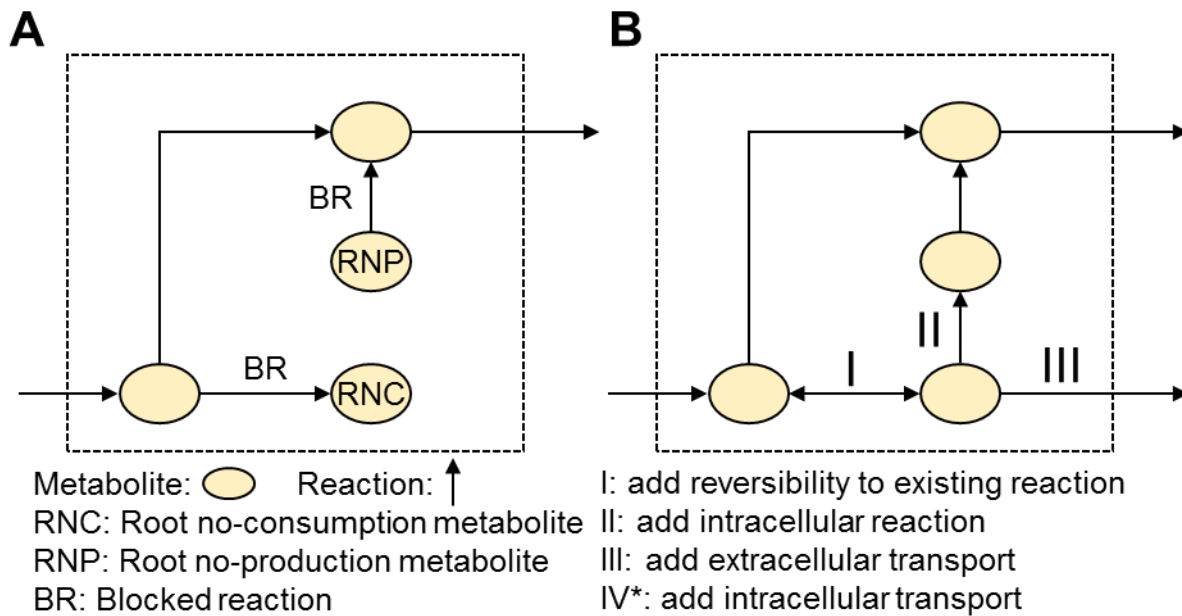 A
BR
RNP
BR
RNC
Metabolite: Reaction:
RNC: Root no-consumption metabolite
RNP: Root no-production metabolite
BR: Blocked reaction
B
II
I
III
I: add reversibility to existing reaction
II: add intracellular reaction
III: add extracellular transport
IV*: add intracellular transport